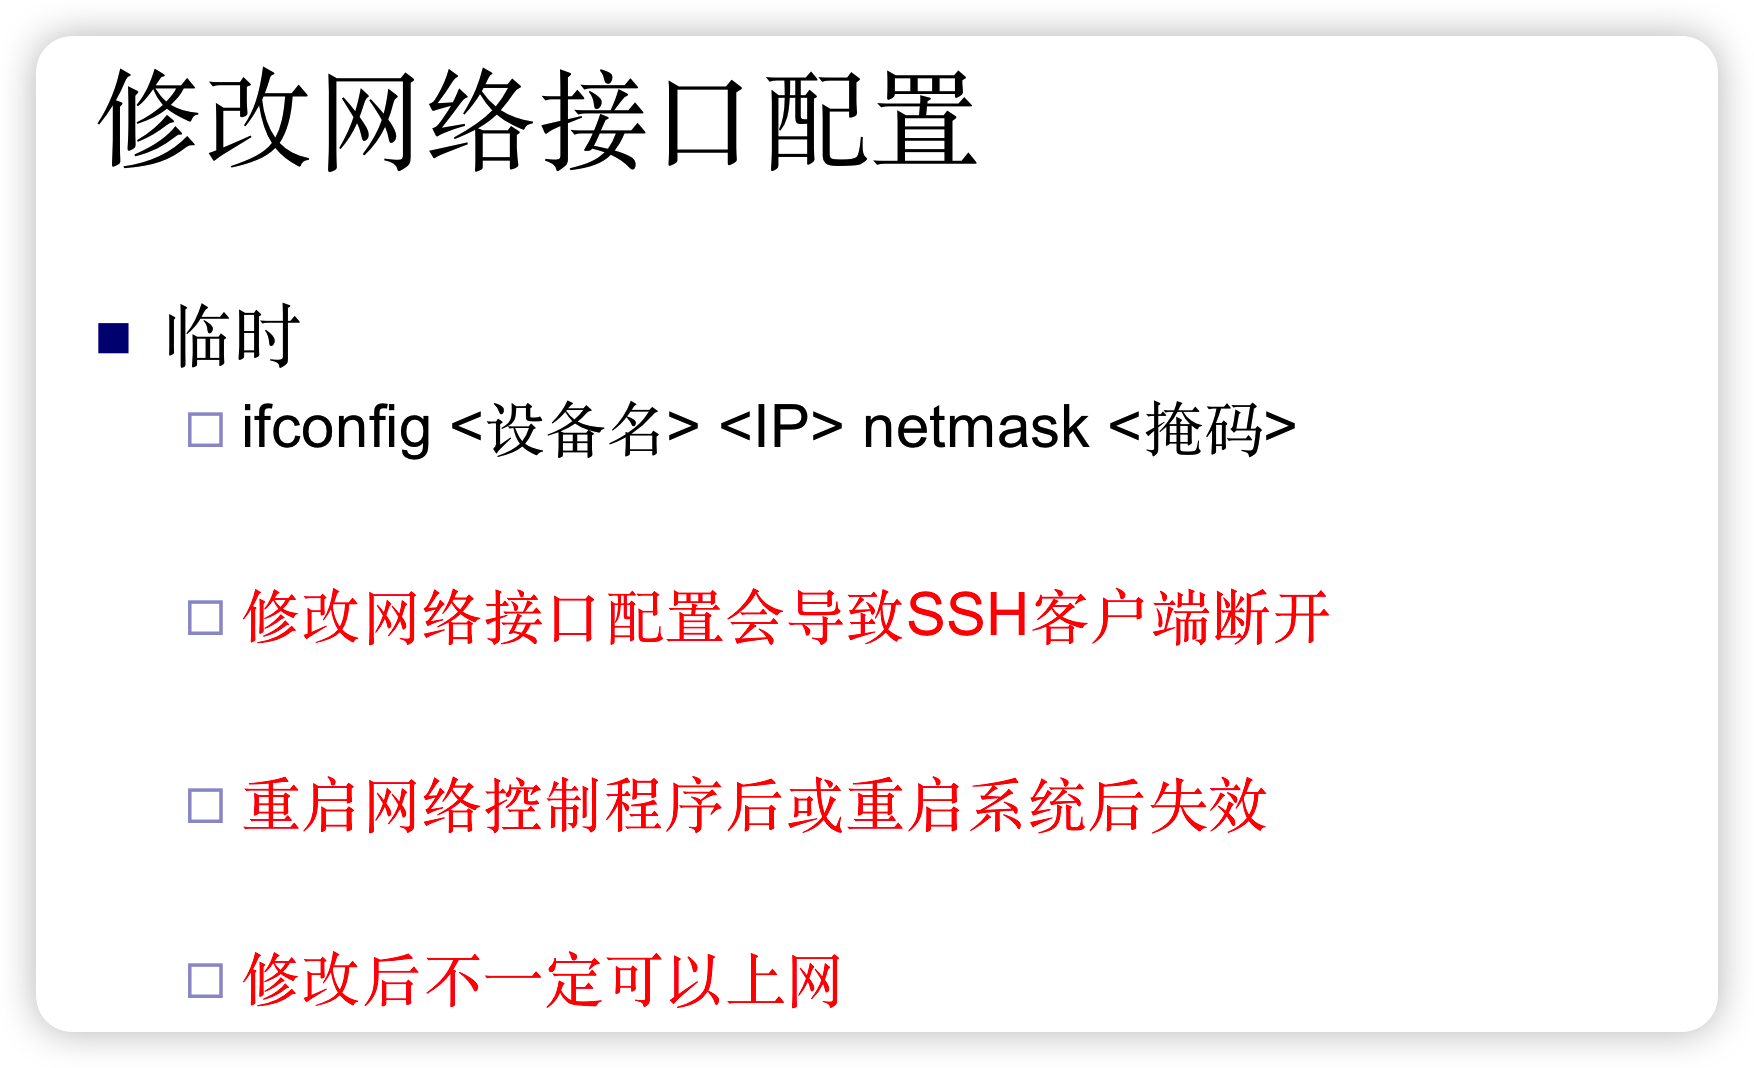 修改网络接口配置
临时
ifconfig <设备名> <IP> netmask <掩码>
修改网络接口配置会导致SSH客户端断开
重启网络控制程序后或重启系统后失效
修改后不一定可以上网